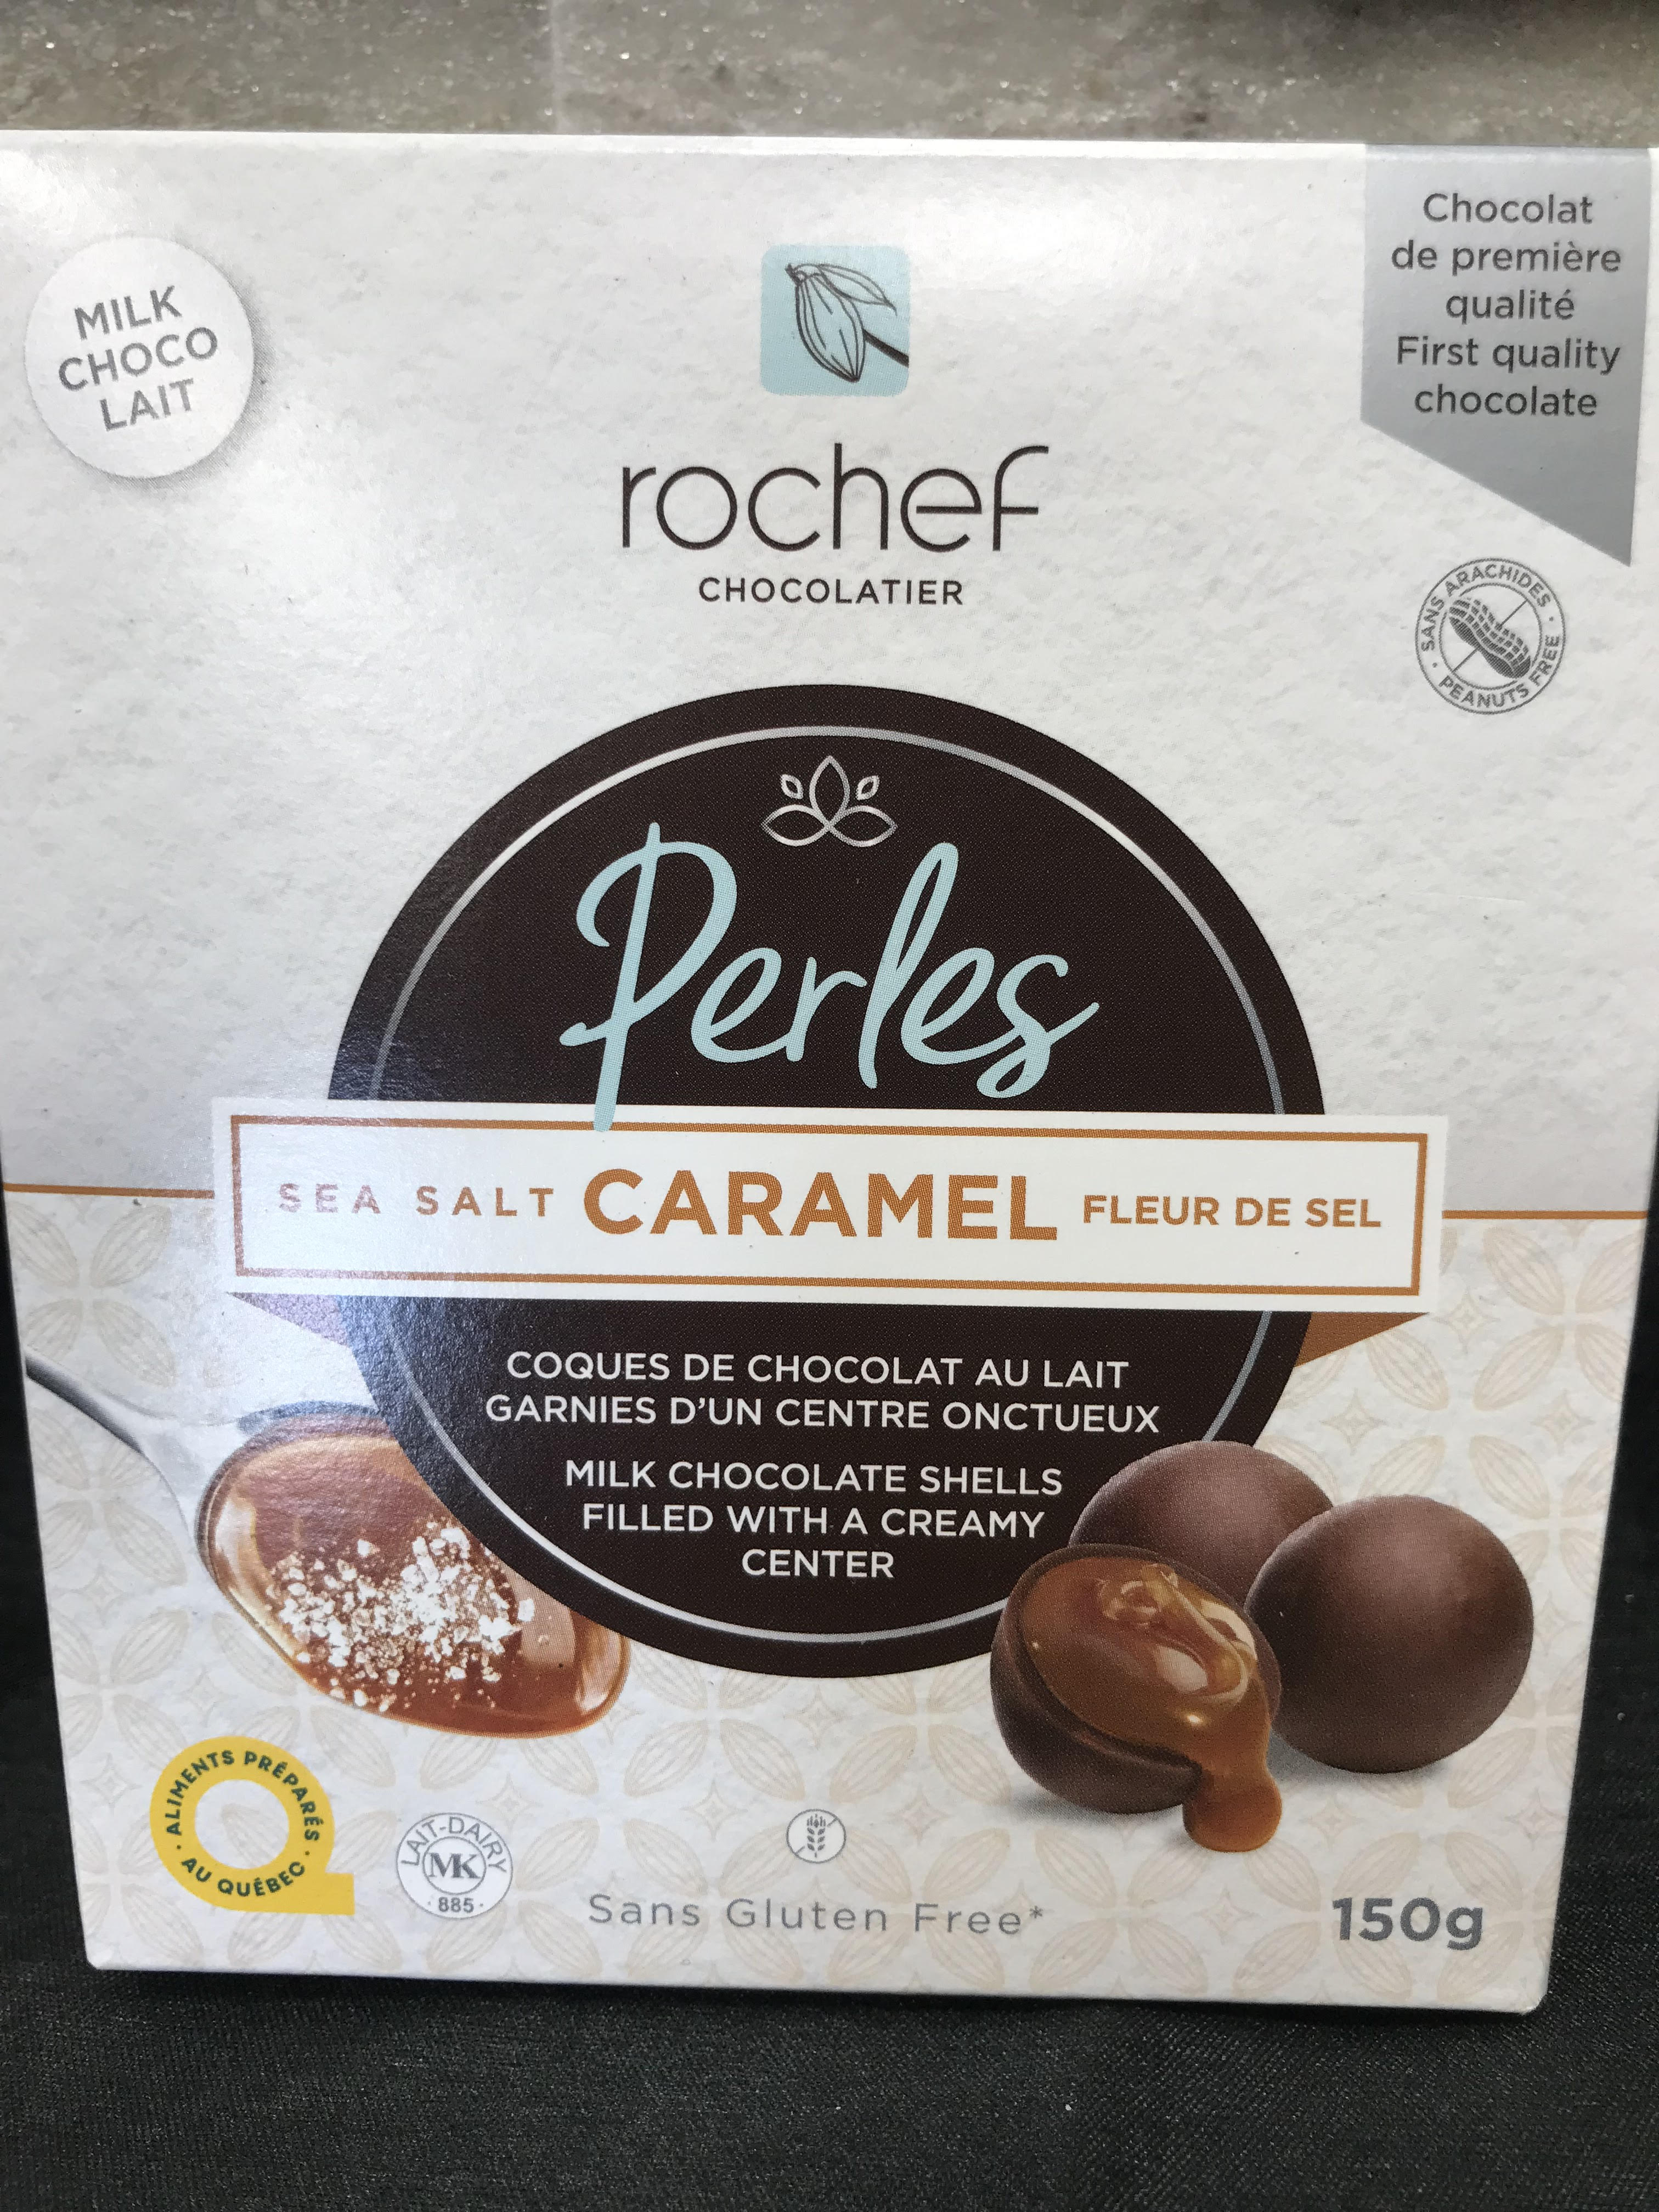 MILK
CHOCO
LAIT
Chocolat
de première
qualité
First quality
chocolate
rochef
CHOCOLATIER
SANS ARACHIDES
PEANUTS FREE
Perles
SEA SALT CARAMEL FLEUR DE SEL
COQUES DE CHOCOLAT AU LAIT
GARNIES D'UN CENTRE ONCTUEUX
MILK CHOCOLATE SHELLS
FILLED WITH A CREAMY
CENTER
ALIMENTS PRÉPARÉS
AU QUÉBEC
LAIT-DAIRY
MK
885
Sans Gluten Free*
150g